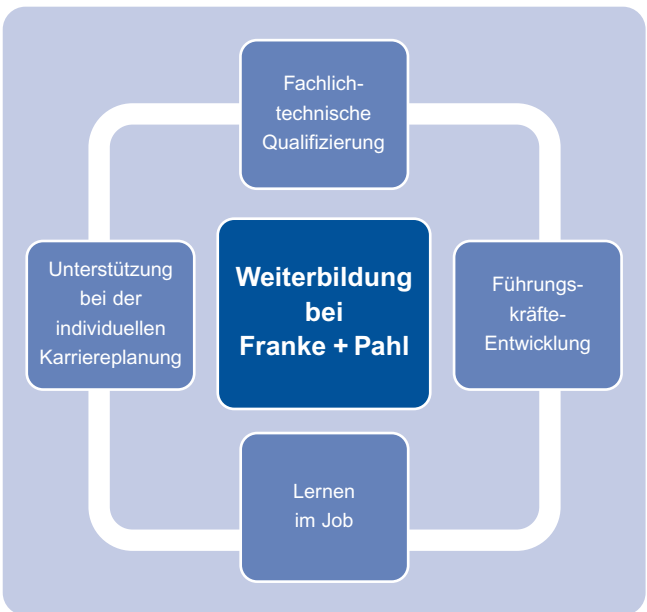 Fachlich-
technische
Qualifizierung
Unterstützung
bei der
individuellen
Karriereplanung
Weiterbildung
bei
Franke + Pahl
Führungs-
kräfte-
Entwicklung
Lernen
im Job